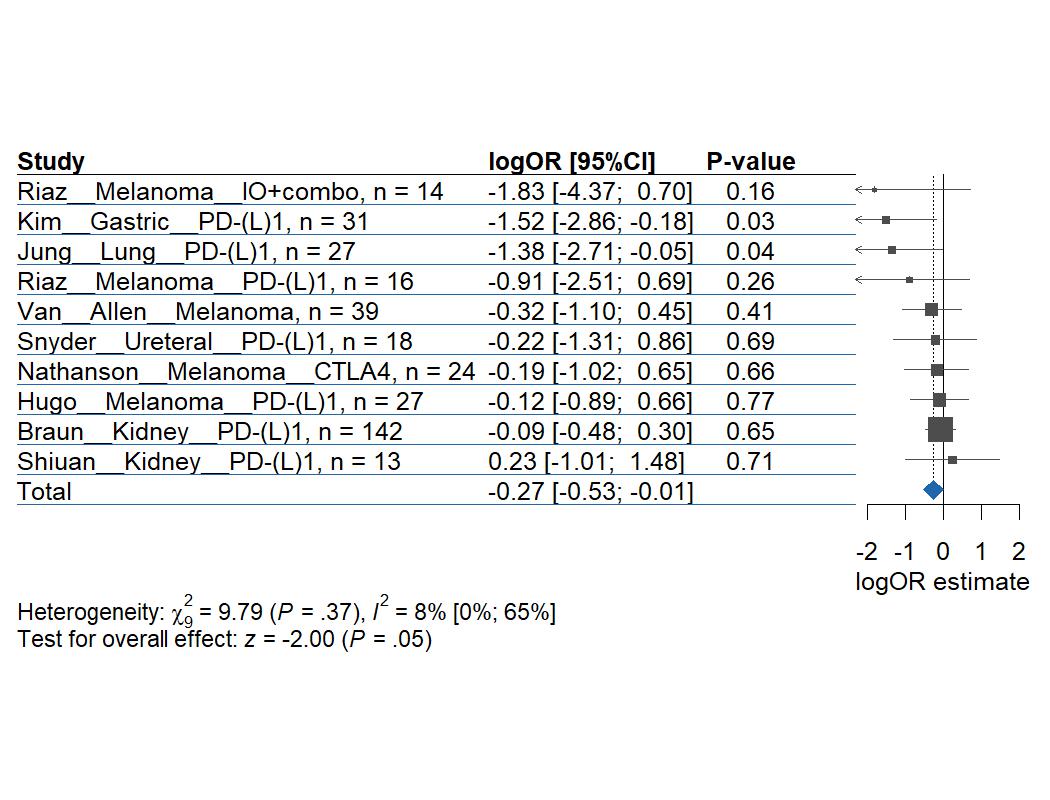 Study logOR [95%CI] P-value
Riaz__Melanoma__IO+combo, n = 14 -1.83 [-4.37; 0.70] 0.16
Kim__Gastric__PD-(L)1, n = 31 -1.52 [-2.86; -0.18] 0.03
Jung__Lung__PD-(L)1, n = 27 -1.38 [-2.71; -0.05] 0.04
Riaz__Melanoma__PD-(L)1, n = 16 -0.91 [-2.51; 0.69] 0.26
Van__Allen__Melanoma, n = 39 -0.32 [-1.10; 0.45] 0.41
Snyder__Ureteral__PD-(L)1, n = 18 -0.22 [-1.31; 0.86] 0.69
Nathanson__Melanoma__CTLA4, n = 24 -0.19 [-1.02; 0.65] 0.66
Hugo__Melanoma__PD-(L)1, n = 27 -0.12 [-0.89; 0.66] 0.77
Braun__Kidney__PD-(L)1, n = 142 -0.09 [-0.48; 0.30] 0.65
Shiuan__Kidney__PD-(L)1, n = 13 0.23 [-1.01; 1.48] 0.71
Total -0.27 [-0.53; -0.01]
-2 -1 0 1 2
logOR estimate
Heterogeneity: χ²₉ = 9.79 (P = .37), I² = 8% [0%; 65%]
Test for overall effect: z = -2.00 (P = .05)